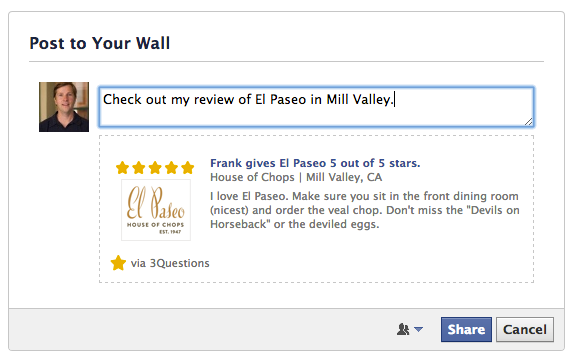 Post to Your Wall
Check out my review of El Paseo in Mill Valley.
Frank gives El Paseo 5 out of 5 stars.
House of Chops | Mill Valley, CA
I love El Paseo. Make sure you sit in the front dining room
(nicest) and order the veal chop. Don't miss the "Devils on
Horseback" or the deviled eggs.
El Paseo
HOUSE OF CHOPS
EST. 1947
via 3Questions
Share Cancel